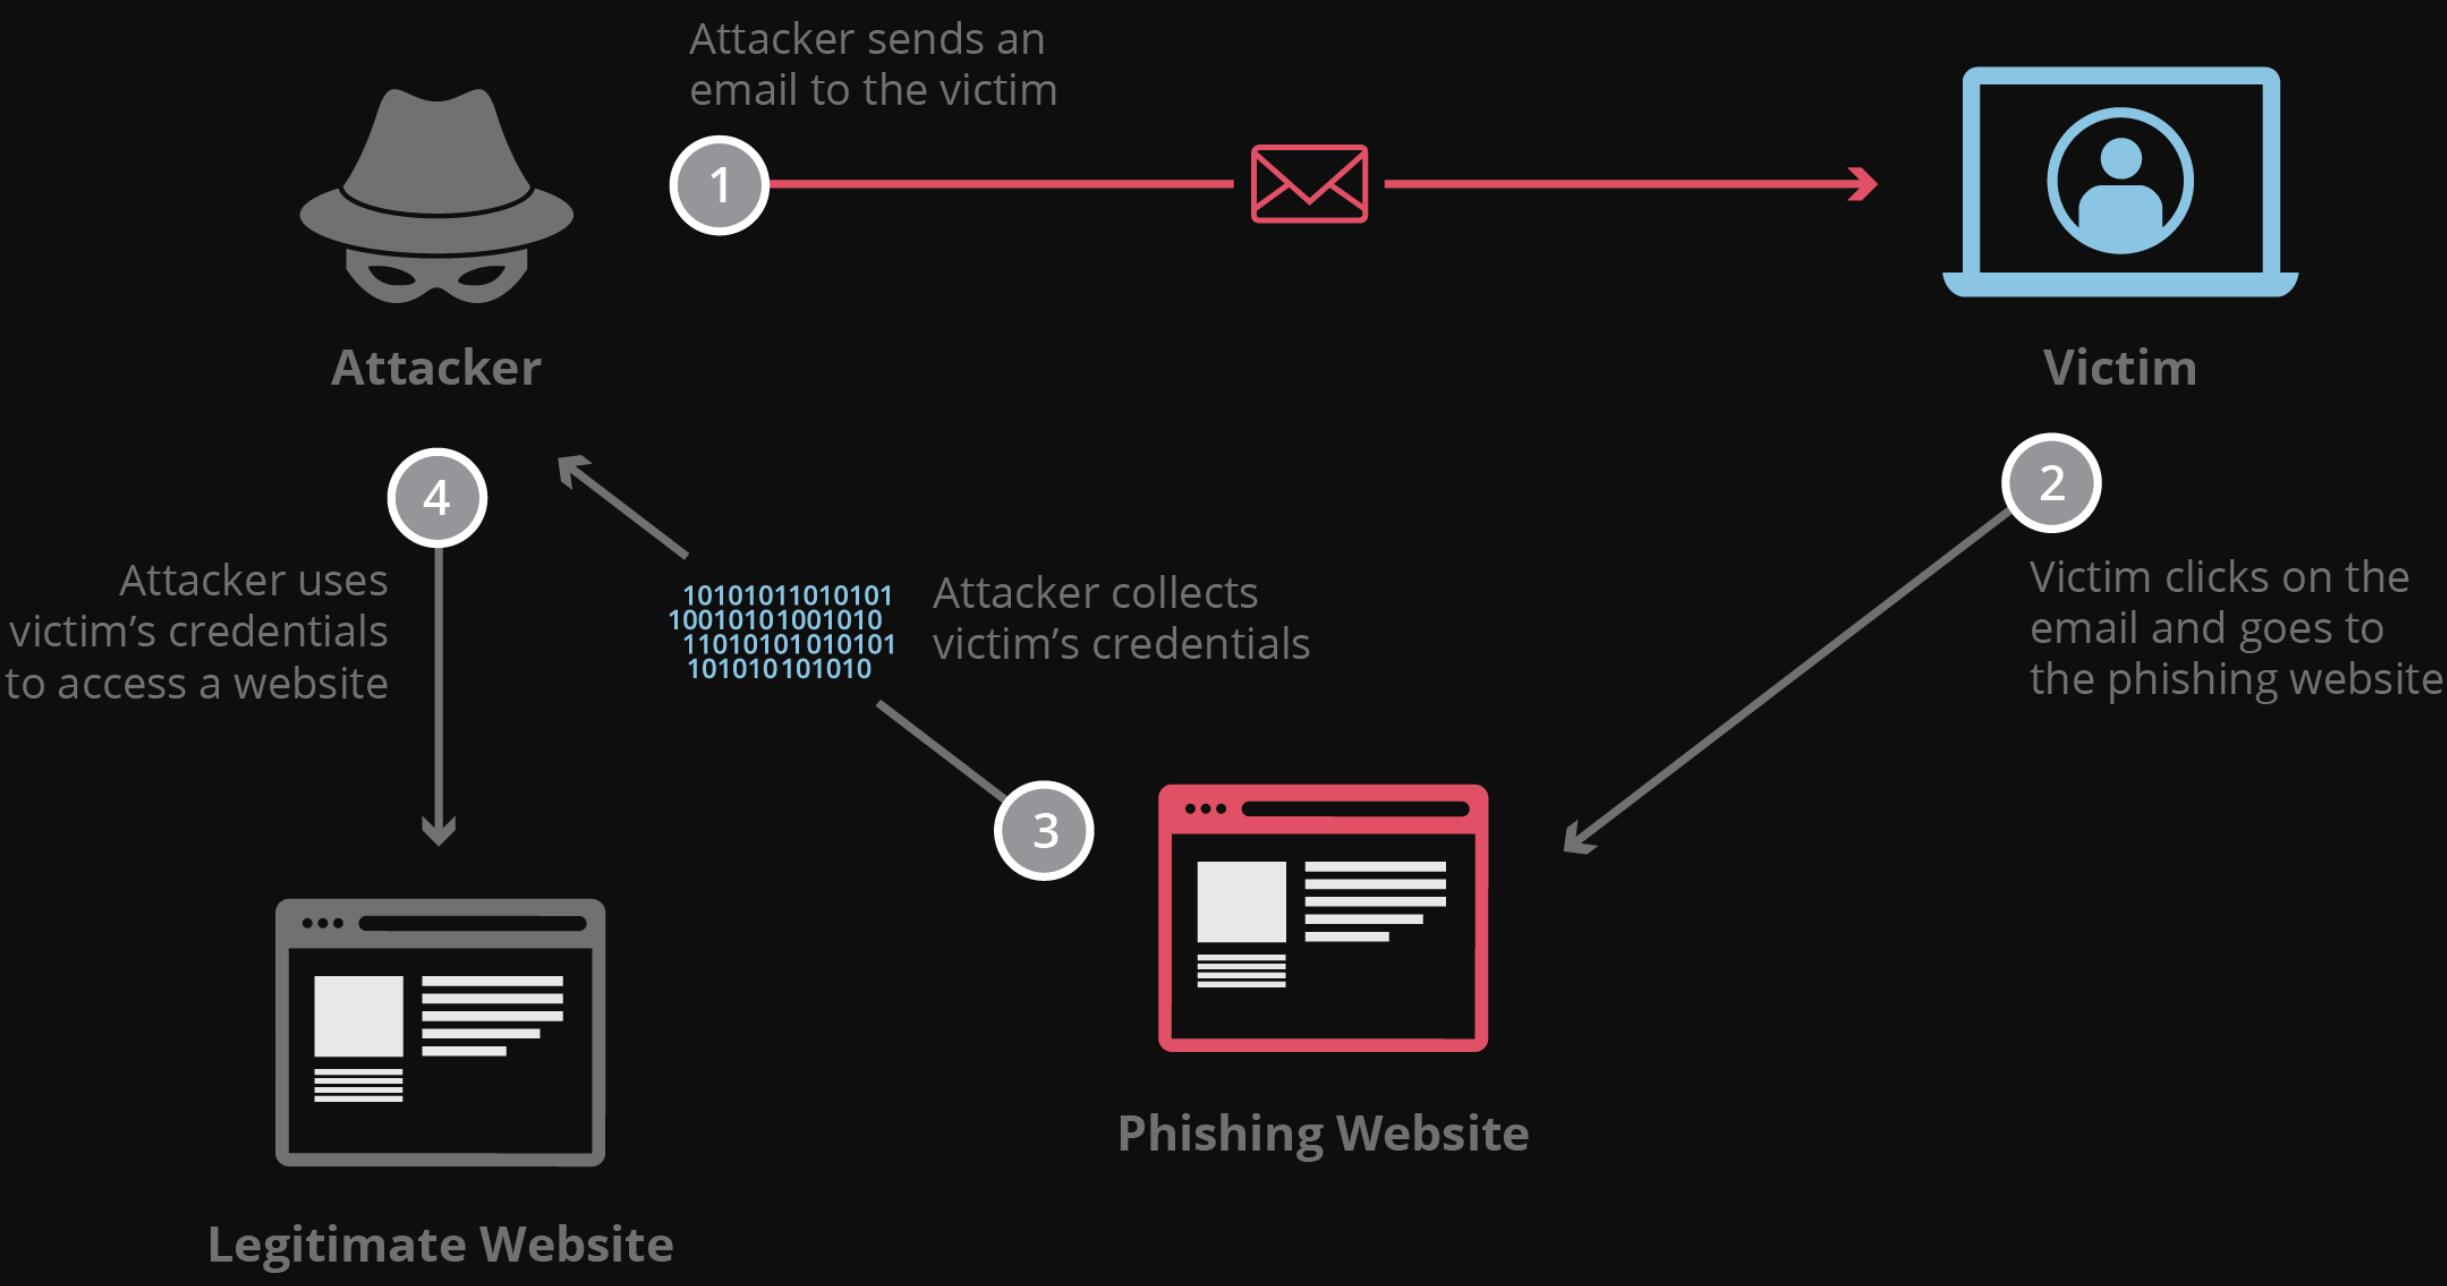 Attacker sends an
email to the victim
1
Attacker
Victim
4
2
Attacker uses
victim's credentials
to access a website
10101011010101
10010101001010
11010101010101
101010101010
Attacker collects
victim's credentials
Victim clicks on the
email and goes to
the phishing website
3
Phishing Website
Legitimate Website